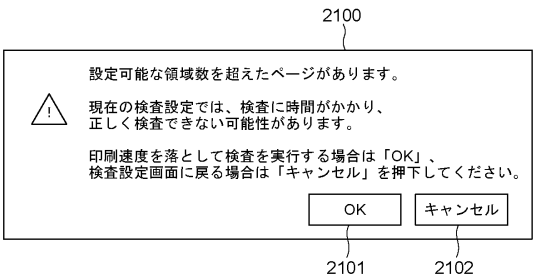 2100
設定可能な領域数を超えたページがあります。
!
現在の検査設定では、検査に時間がかかり、
正しく検査できない可能性があります。
印刷速度を落として検査を実行する場合は「OK」、
検査設定画面に戻る場合は「キャンセル」を押下してください。
OK
キャンセル
2101
2102